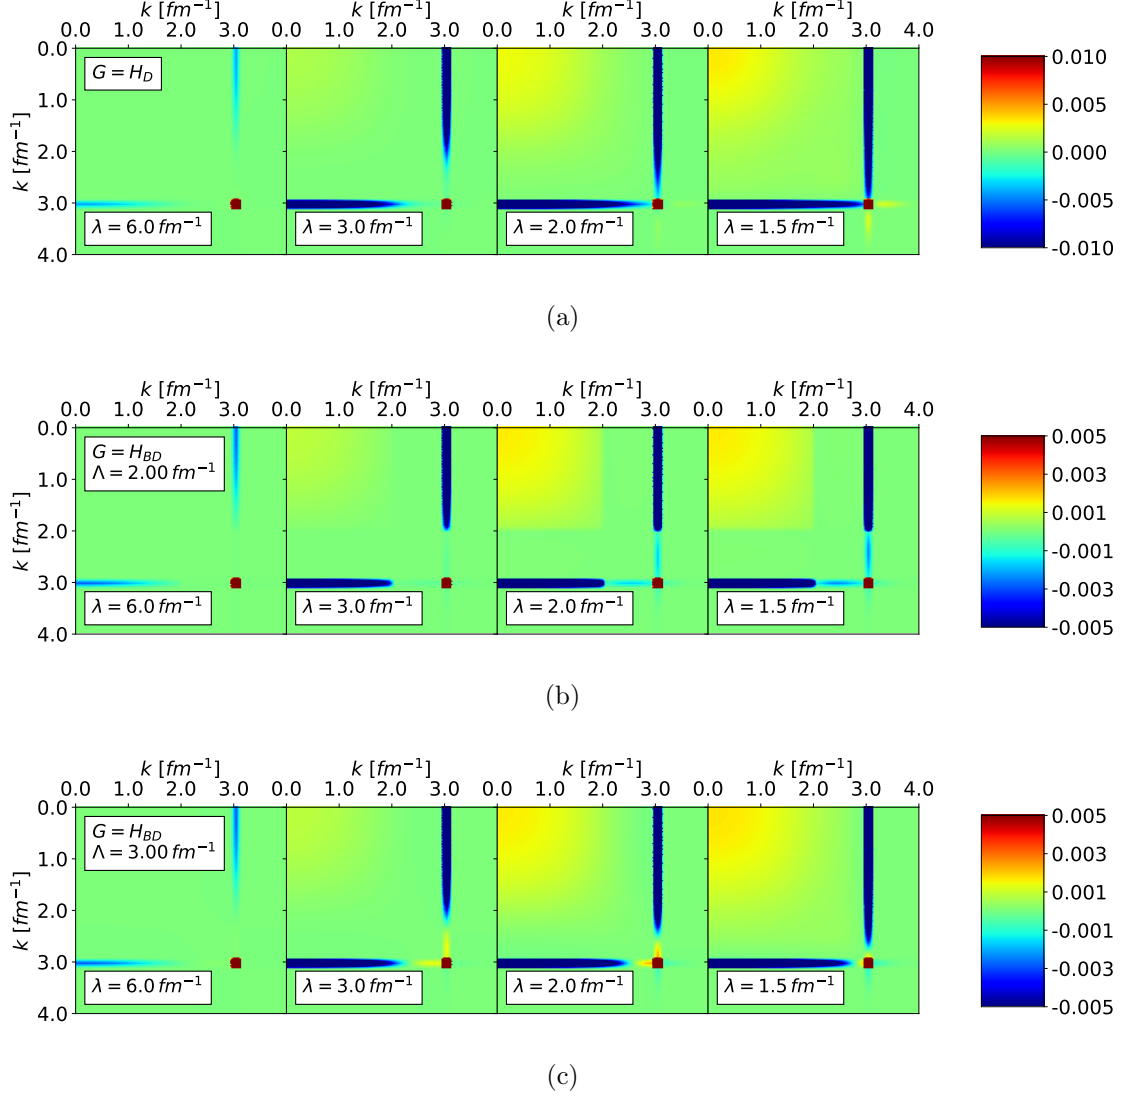 k [fm⁻¹] k [fm⁻¹] k [fm⁻¹] k [fm⁻¹]
0.0 1.0 2.0 3.0 0.0 1.0 2.0 3.0 0.0 1.0 2.0 3.0 0.0 1.0 2.0 3.0 4.0
0.0
1.0
2.0
3.0
4.0
k [fm⁻¹]
G = H_D
λ = 6.0 fm⁻¹
λ = 3.0 fm⁻¹
λ = 2.0 fm⁻¹
λ = 1.5 fm⁻¹
0.010
0.005
0.000
-0.005
-0.010
(a)
k [fm⁻¹] k [fm⁻¹] k [fm⁻¹] k [fm⁻¹]
0.0 1.0 2.0 3.0 0.0 1.0 2.0 3.0 0.0 1.0 2.0 3.0 0.0 1.0 2.0 3.0 4.0
0.0
1.0
2.0
3.0
4.0
k [fm⁻¹]
G = H_BD
Λ = 2.00 fm⁻¹
λ = 6.0 fm⁻¹
λ = 3.0 fm⁻¹
λ = 2.0 fm⁻¹
λ = 1.5 fm⁻¹
0.005
0.003
0.001
-0.001
-0.003
-0.005
(b)
k [fm⁻¹] k [fm⁻¹] k [fm⁻¹] k [fm⁻¹]
0.0 1.0 2.0 3.0 0.0 1.0 2.0 3.0 0.0 1.0 2.0 3.0 0.0 1.0 2.0 3.0 4.0
0.0
1.0
2.0
3.0
4.0
k [fm⁻¹]
G = H_BD
Λ = 3.00 fm⁻¹
λ = 6.0 fm⁻¹
λ = 3.0 fm⁻¹
λ = 2.0 fm⁻¹
λ = 1.5 fm⁻¹
0.005
0.003
0.001
-0.001
-0.003
-0.005
(c)